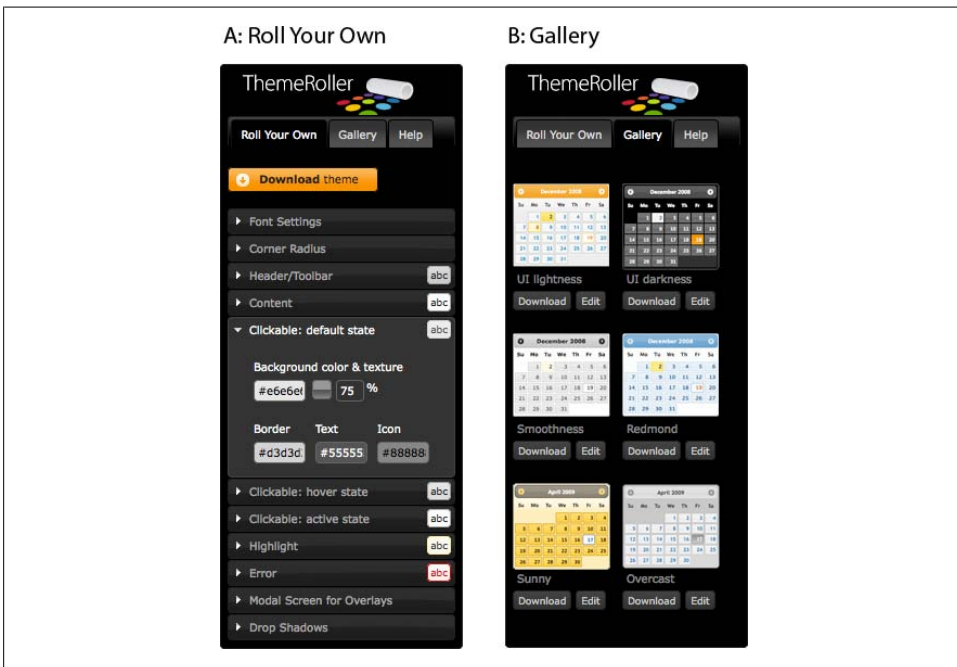 A: Roll Your Own
ThemeRoller
Roll Your Own Gallery Help
Download theme
Font Settings
Corner Radius
Header/Toolbar abc
Content abc
Clickable: default state abc
Background color & texture
#e6e6e 75 %
Border Text Icon
#d3d3d #55555 #88888
Clickable: hover state abc
Clickable: active state abc
Highlight abc
Error abc
Modal Screen for Overlays
Drop Shadows
B: Gallery
ThemeRoller
Roll Your Own Gallery Help
December 2008 December 2008
UI lightness UI darkness
Download Edit Download Edit
December 2008 December 2008
Smoothness Redmond
Download Edit Download Edit
April 2009 April 2009
Sunny Overcast
Download Edit Download Edit